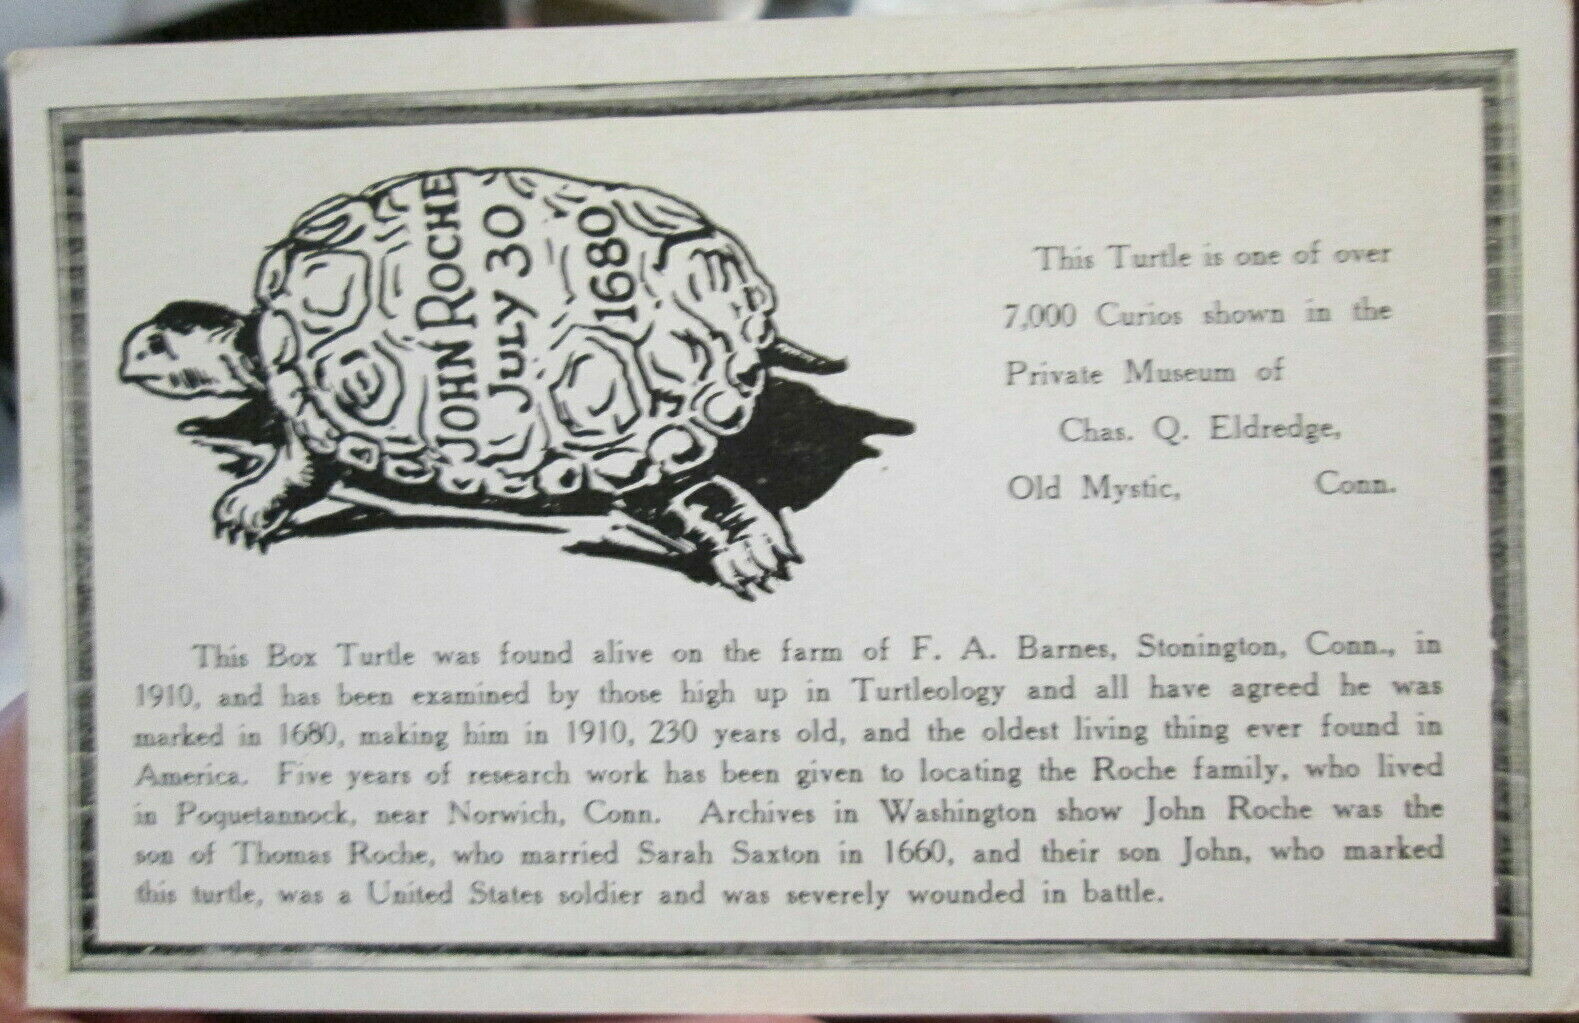 JOHN ROCHE
JULY 30
1680
This Turtle is one of over
7,000 Curios shown in the
Private Museum of
Chas. Q. Eldredge,
Old Mystic, Conn.
This Box Turtle was found alive on the farm of F. A. Barnes, Stonington, Conn., in
1910, and has been examined by those high up in Turtleology and all have agreed he was
marked in 1680, making him in 1910, 230 years old, and the oldest living thing ever found in
America. Five years of research work has been given to locating the Roche family, who lived
in Poquetannock, near Norwich, Conn. Archives in Washington show John Roche was the
son of Thomas Roche, who married Sarah Saxton in 1660, and their son John, who marked
this turtle, was a United States soldier and was severely wounded in battle.